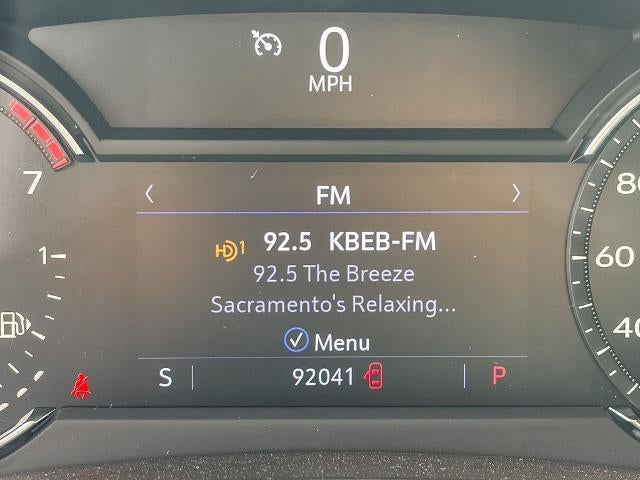 0
MPH
7
1
FM
HD1 92.5 KBEB-FM
92.5 The Breeze
Sacramento's Relaxing...
Menu
S 92041 P
80
60
40